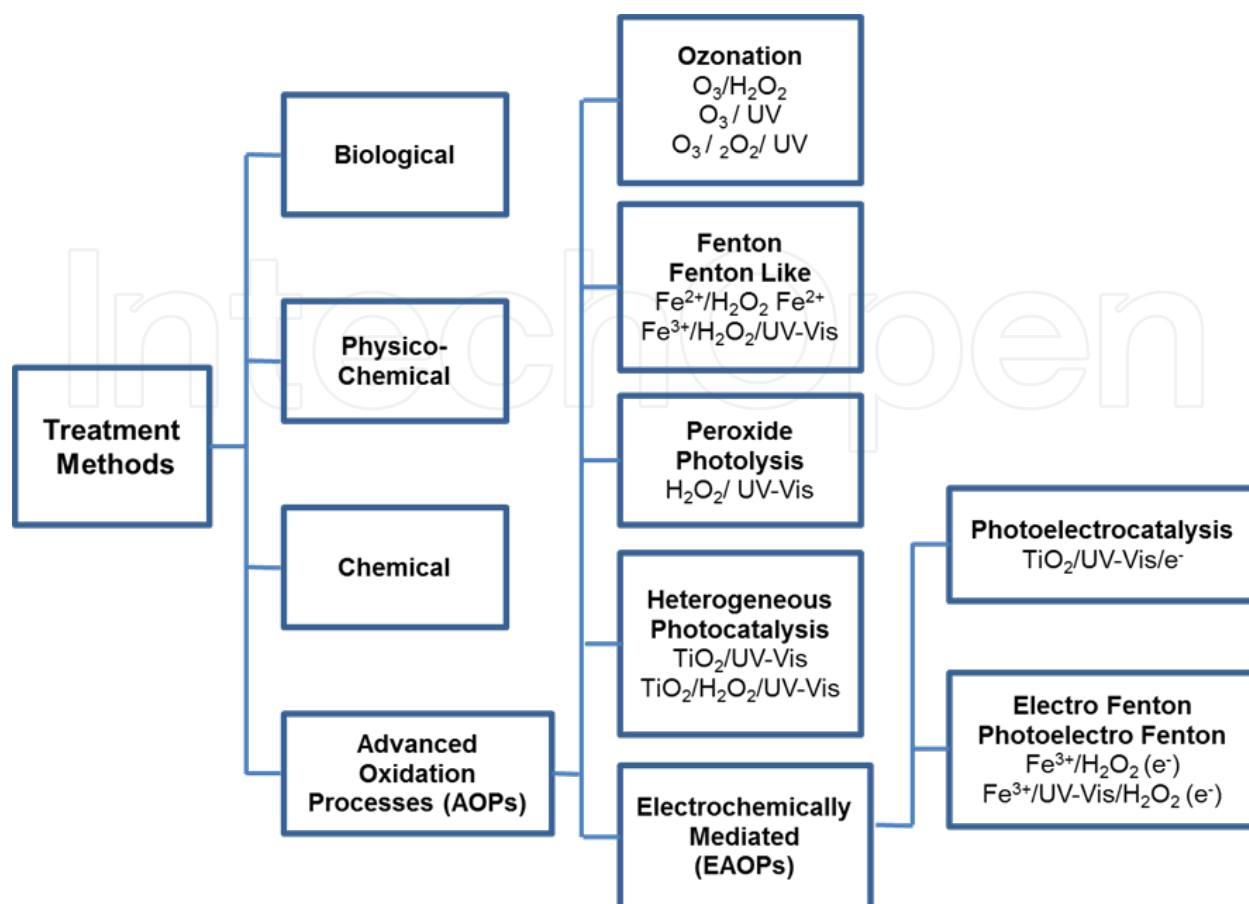 Treatment
Methods
Biological
Physico-
Chemical
Chemical
Advanced
Oxidation
Processes (AOPs)
Ozonation
O₃/H₂O₂
O₃ / UV
O₃ / ₂O₂/ UV
Fenton
Fenton Like
Fe²⁺/H₂O₂ Fe²⁺
Fe³⁺/H₂O₂/UV-Vis
Peroxide
Photolysis
H₂O₂/ UV-Vis
Heterogeneous
Photocatalysis
TiO₂/UV-Vis
TiO₂/H₂O₂/UV-Vis
Electrochemically
Mediated
(EAOPs)
Photoelectrocatalysis
TiO₂/UV-Vis/e⁻
Electro Fenton
Photoelectro Fenton
Fe³⁺/H₂O₂ (e⁻)
Fe³⁺/UV-Vis/H₂O₂ (e⁻)
IntechOpen